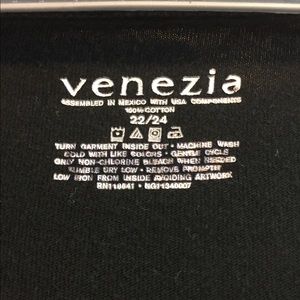 venezia
ASSEMBLED IN MEXICO WITH USA COMPONENTS
100% COTTON
22/24
TURN GARMENT INSIDE OUT • MACHINE WASH
COLD WITH LIKE COLORS • GENTLE CYCLE
ONLY NON-CHLORINE BLEACH WHEN NEEDED
TUMBLE DRY LOW • REMOVE PROMPTLY
LOW IRON FROM INSIDE AVOIDING ARTWORK
RN118641 • NG11340007